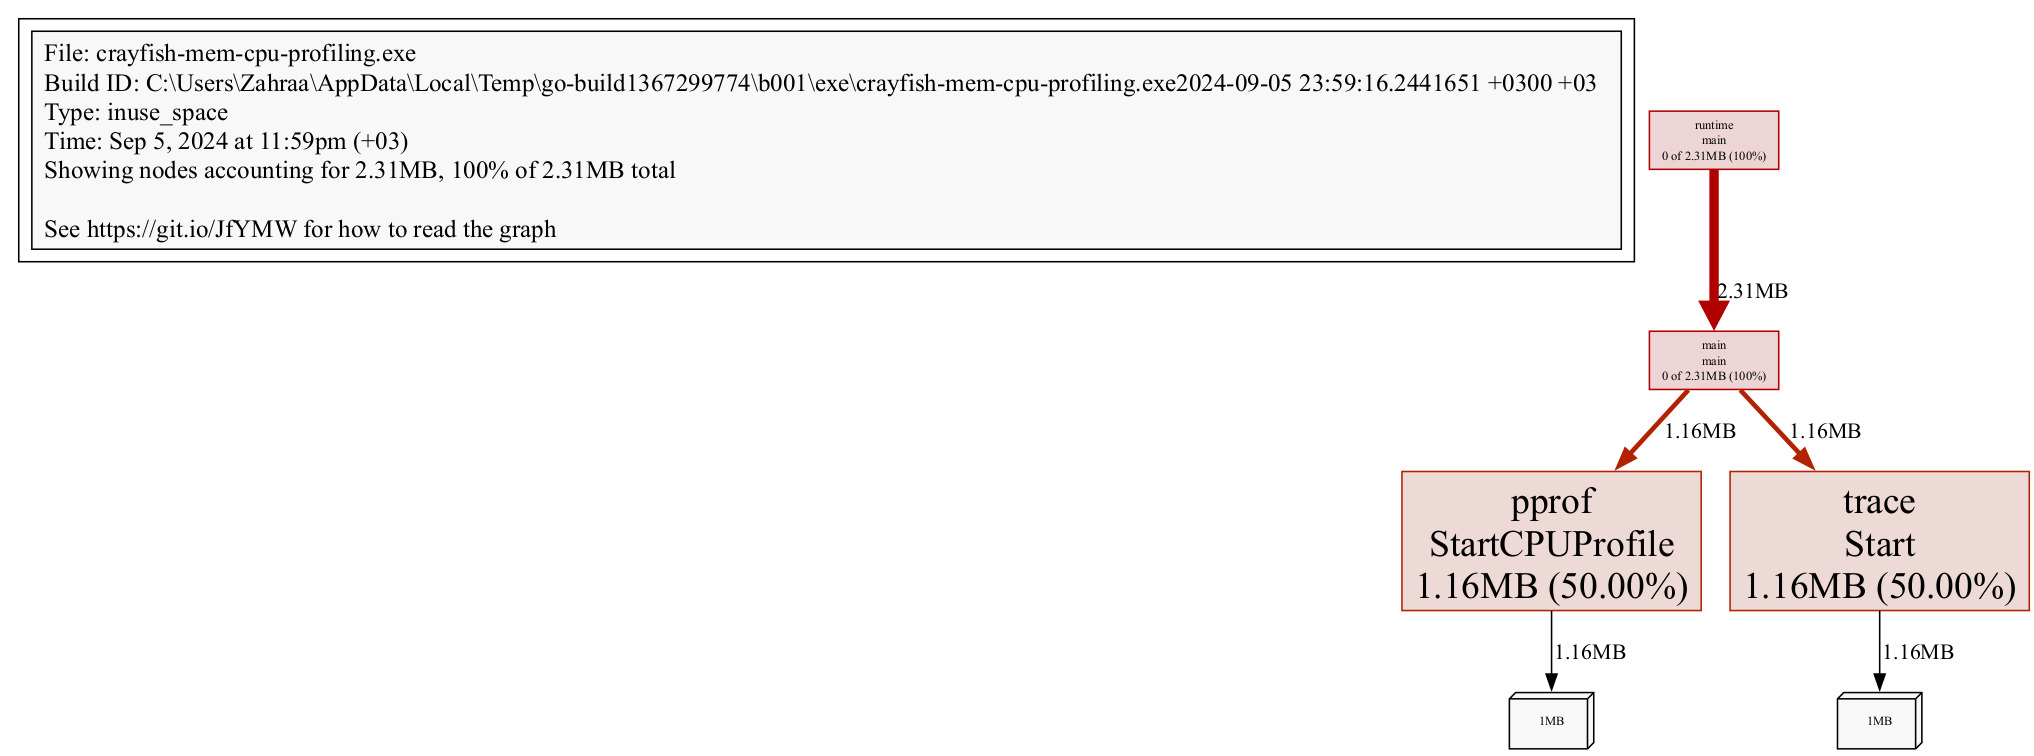 File: crayfish-mem-cpu-profiling.exe
Build ID: C:\Users\Zahraa\AppData\Local\Temp\go-build1367299774\b001\exe\crayfish-mem-cpu-profiling.exe2024-09-05 23:59:16.2441651 +0300 +03
Type: inuse_space
Time: Sep 5, 2024 at 11:59pm (+03)
Showing nodes accounting for 2.31MB, 100% of 2.31MB total
See https://git.io/JfYMW for how to read the graph
runtime
main
0 of 2.31MB (100%)
2.31MB
main
main
0 of 2.31MB (100%)
1.16MB
1.16MB
pprof
StartCPUProfile
1.16MB (50.00%)
trace
Start
1.16MB (50.00%)
1.16MB
1.16MB
1MB
1MB